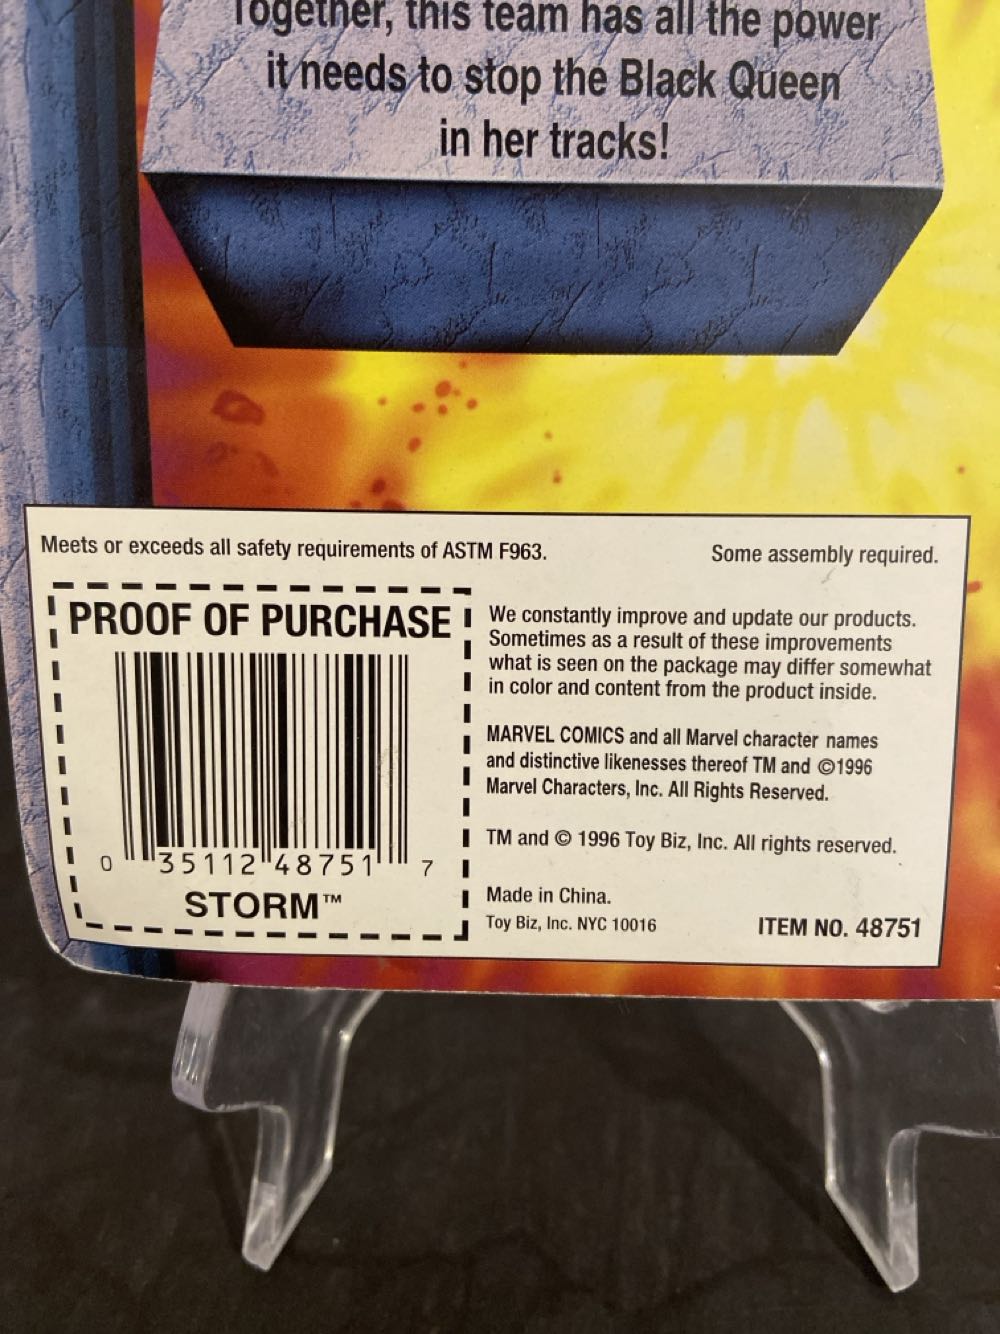 Together, this team has all the power
it needs to stop the Black Queen
in her tracks!
Meets or exceeds all safety requirements of ASTM F963.
Some assembly required.
PROOF OF PURCHASE
0 35112 48751 7
STORM™
We constantly improve and update our products.
Sometimes as a result of these improvements
what is seen on the package may differ somewhat
in color and content from the product inside.
MARVEL COMICS and all Marvel character names
and distinctive likenesses thereof TM and ©1996
Marvel Characters, Inc. All Rights Reserved.
TM and © 1996 Toy Biz, Inc. All rights reserved.
Made in China.
Toy Biz, Inc. NYC 10016
ITEM NO. 48751